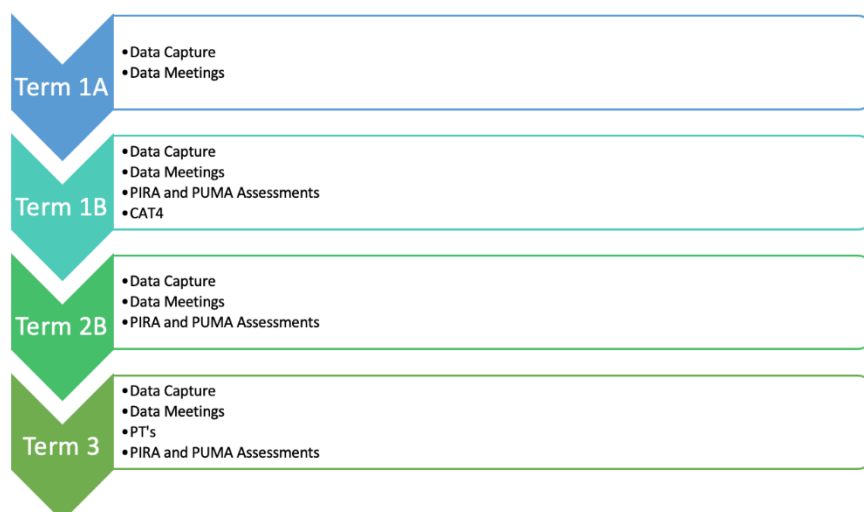 Term 1A
•Data Capture
•Data Meetings
Term 1B
•Data Capture
•Data Meetings
•PIRA and PUMA Assessments
•CAT4
Term 2B
•Data Capture
•Data Meetings
•PIRA and PUMA Assessments
Term 3
•Data Capture
•Data Meetings
•PT's
•PIRA and PUMA Assessments